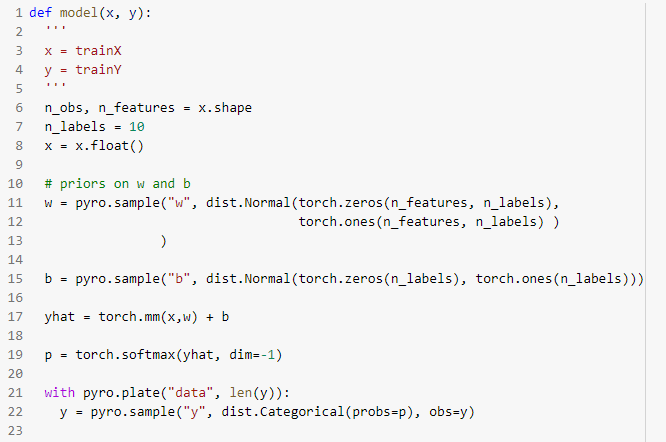 1 def model(x, y):
2   '''
3   x = trainX
4   y = trainY
5   '''
6   n_obs, n_features = x.shape
7   n_labels = 10
8   x = x.float()
9
10   # priors on w and b
11   w = pyro.sample("w", dist.Normal(torch.zeros(n_features, n_labels),
12                                    torch.ones(n_features, n_labels) )
13                  )
14
15   b = pyro.sample("b", dist.Normal(torch.zeros(n_labels), torch.ones(n_labels)))
16
17   yhat = torch.mm(x,w) + b
18
19   p = torch.softmax(yhat, dim=-1)
20
21   with pyro.plate("data", len(y)):
22     y = pyro.sample("y", dist.Categorical(probs=p), obs=y)
23